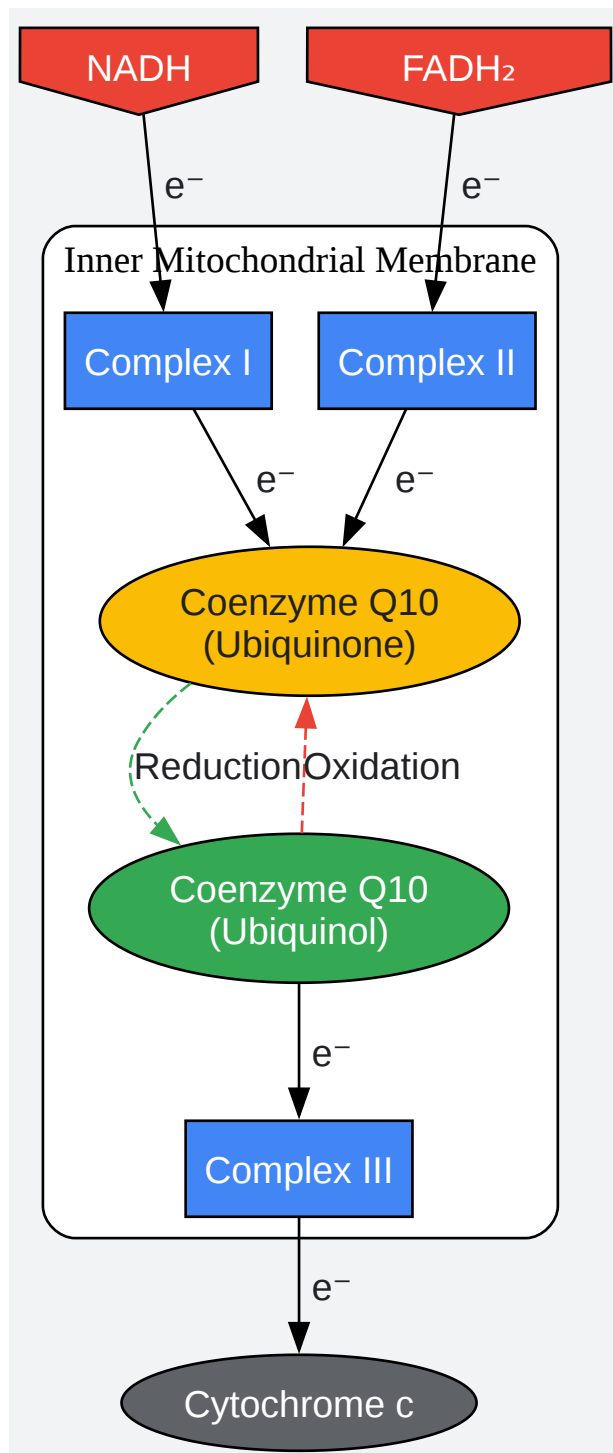 NADH
FADH₂
e⁻
e⁻
Inner Mitochondrial Membrane
Complex I
Complex II
e⁻
e⁻
Coenzyme Q10
(Ubiquinone)
Reduction
Oxidation
Coenzyme Q10
(Ubiquinol)
e⁻
Complex III
e⁻
Cytochrome c